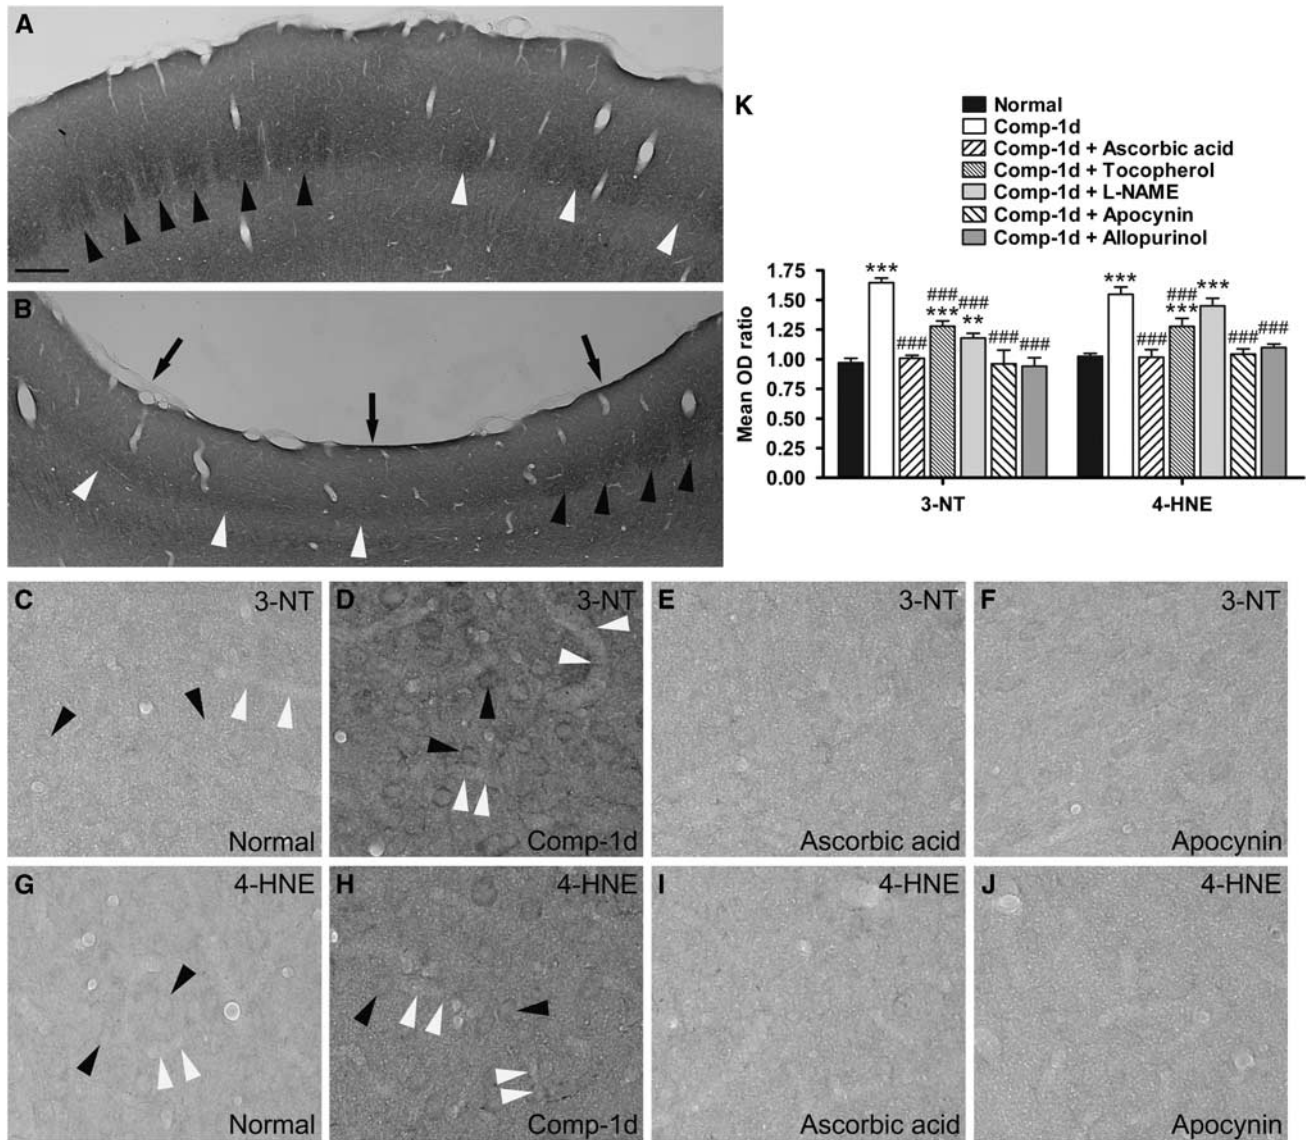 A
B
K
Normal
Comp-1d
Comp-1d + Ascorbic acid
Comp-1d + Tocopherol
Comp-1d + L-NAME
Comp-1d + Apocynin
Comp-1d + Allopurinol
Mean OD ratio
1.75
1.50
1.25
1.00
0.75
0.50
0.25
0.00
***
###
###
***
###
**
###
###
***
###
###
***
***
###
###
3-NT
4-HNE
C
3-NT
Normal
D
3-NT
Comp-1d
E
3-NT
Ascorbic acid
F
3-NT
Apocynin
G
4-HNE
Normal
H
4-HNE
Comp-1d
I
4-HNE
Ascorbic acid
J
4-HNE
Apocynin